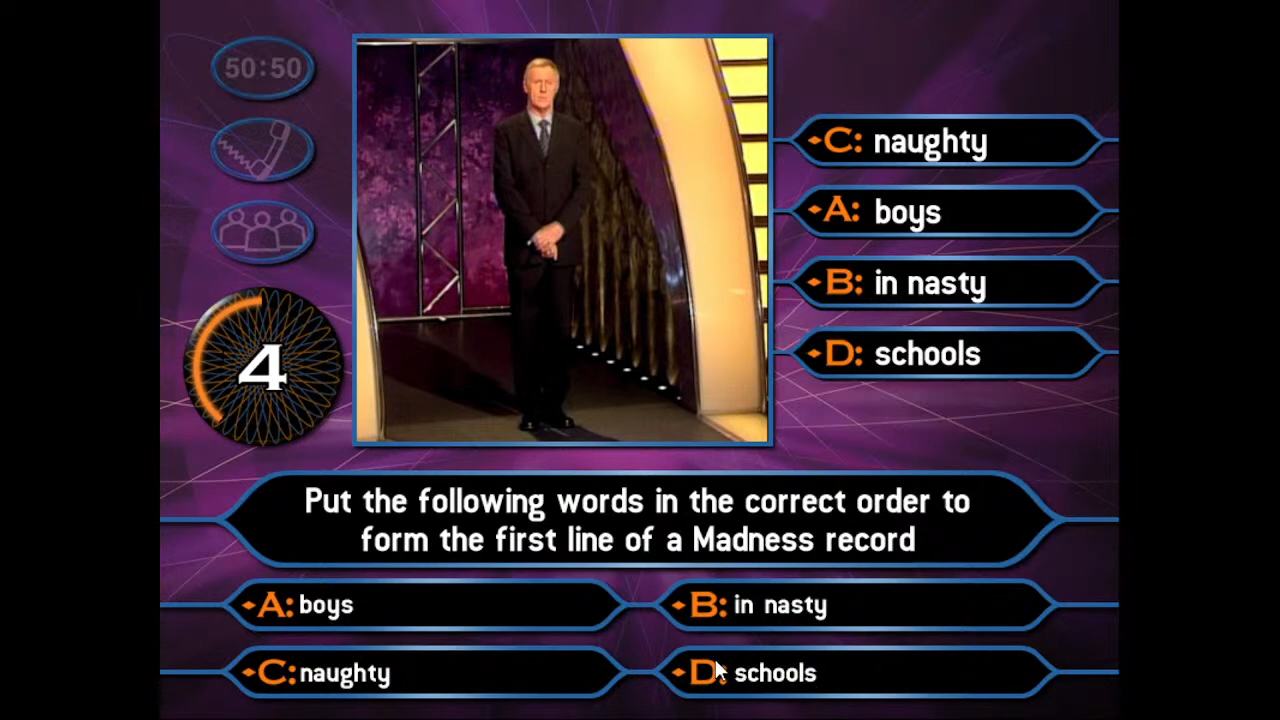 50:50
C: naughty
A: boys
B: in nasty
D: schools
4
Put the following words in the correct order to
form the first line of a Madness record
A: boys
B: in nasty
C: naughty
D: schools